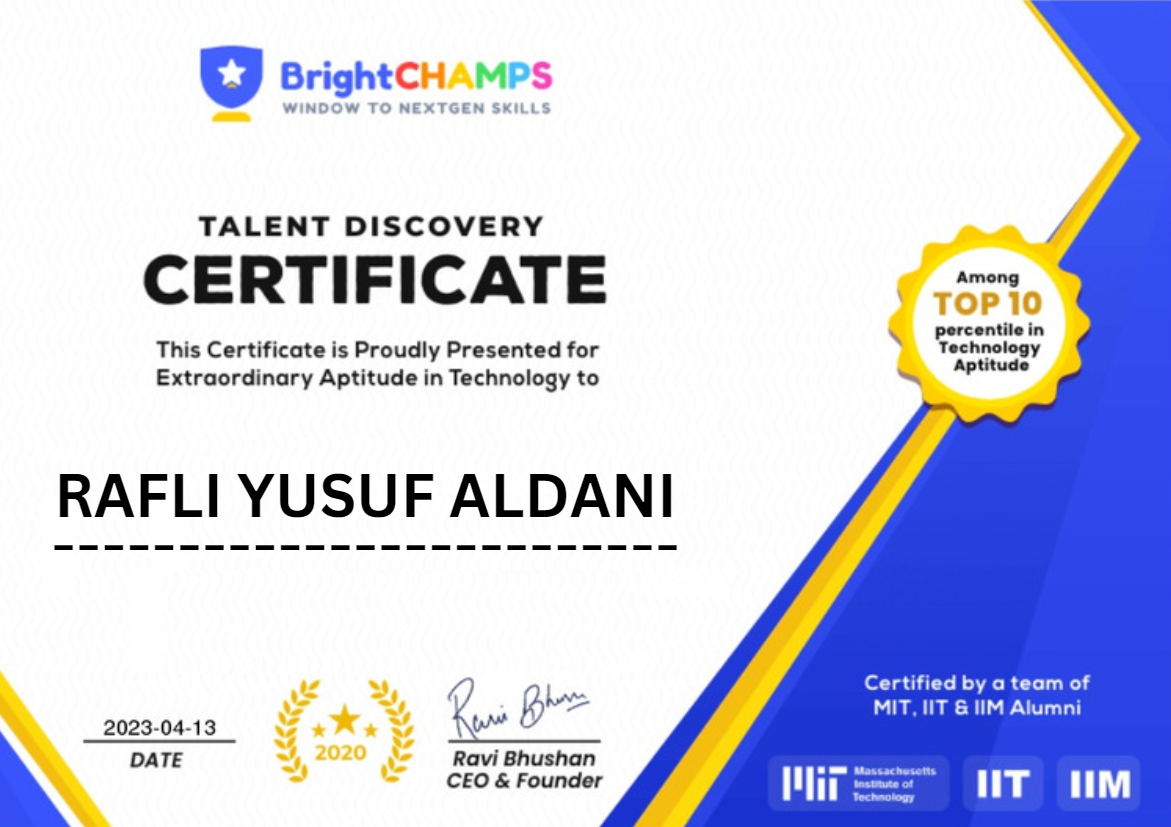 BrightCHAMPS
WINDOW TO NEXTGEN SKILLS
TALENT DISCOVERY
CERTIFICATE
This Certificate is Proudly Presented for
Extraordinary Aptitude in Technology to
RAFLI YUSUF ALDANI
Among
TOP 10
percentile in
Technology
Aptitude
2023-04-13
DATE
2020
Ravi Bhushan
Ravi Bhushan
CEO & Founder
Certified by a team of
MIT, IIT & IIM Alumni
MIT
Massachusetts
Institute of
Technology
IIT
IIM